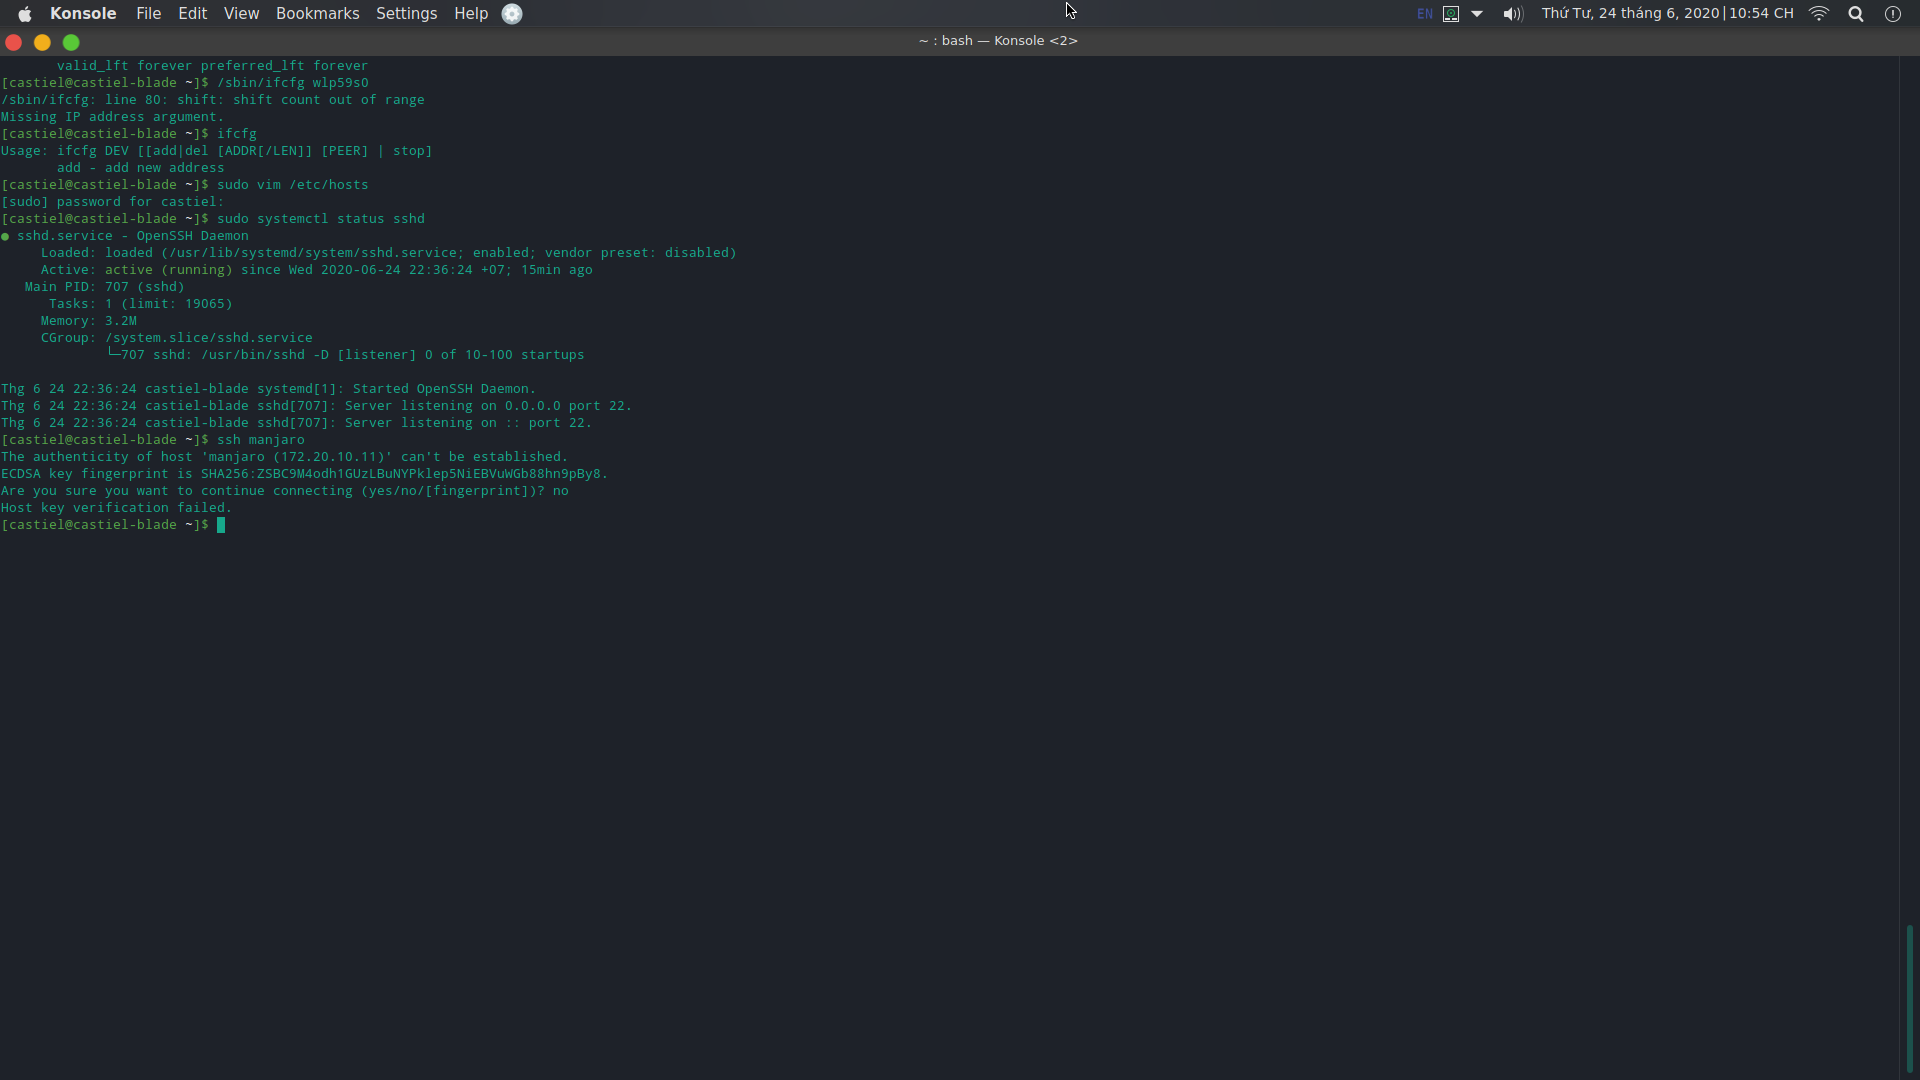 Konsole File Edit View Bookmarks Settings Help EN Thứ Tư, 24 tháng 6, 2020 | 10:54 CH
~ : bash — Konsole <2>
valid_lft forever preferred_lft forever
[castiel@castiel-blade ~]$ /sbin/ifcfg wlp59s0
/sbin/ifcfg: line 80: shift: shift count out of range
Missing IP address argument.
[castiel@castiel-blade ~]$ ifcfg
Usage: ifcfg DEV [[add|del [ADDR[/LEN]] [PEER] | stop]
add - add new address
[castiel@castiel-blade ~]$ sudo vim /etc/hosts
[sudo] password for castiel:
[castiel@castiel-blade ~]$ sudo systemctl status sshd
● sshd.service - OpenSSH Daemon
Loaded: loaded (/usr/lib/systemd/system/sshd.service; enabled; vendor preset: disabled)
Active: active (running) since Wed 2020-06-24 22:36:24 +07; 15min ago
Main PID: 707 (sshd)
Tasks: 1 (limit: 19065)
Memory: 3.2M
CGroup: /system.slice/sshd.service
└─707 sshd: /usr/bin/sshd -D [listener] 0 of 10-100 startups
Thg 6 24 22:36:24 castiel-blade systemd[1]: Started OpenSSH Daemon.
Thg 6 24 22:36:24 castiel-blade sshd[707]: Server listening on 0.0.0.0 port 22.
Thg 6 24 22:36:24 castiel-blade sshd[707]: Server listening on :: port 22.
[castiel@castiel-blade ~]$ ssh manjaro
The authenticity of host 'manjaro (172.20.10.11)' can't be established.
ECDSA key fingerprint is SHA256:ZSBC9M4odh1GUzLBuNYPklep5NiEBVuWGb88hn9pBy8.
Are you sure you want to continue connecting (yes/no/[fingerprint])? no
Host key verification failed.
[castiel@castiel-blade ~]$